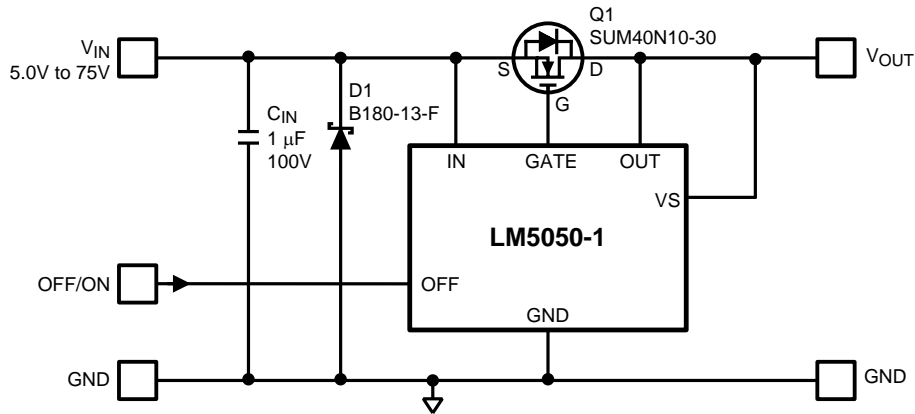 Q1
SUM40N10-30
VIN
5.0V to 75V
S
D
VOUT
G
D1
B180-13-F
CIN
1 μF
100V
IN
GATE
OUT
VS
LM5050-1
OFF/ON
OFF
GND
GND
GND